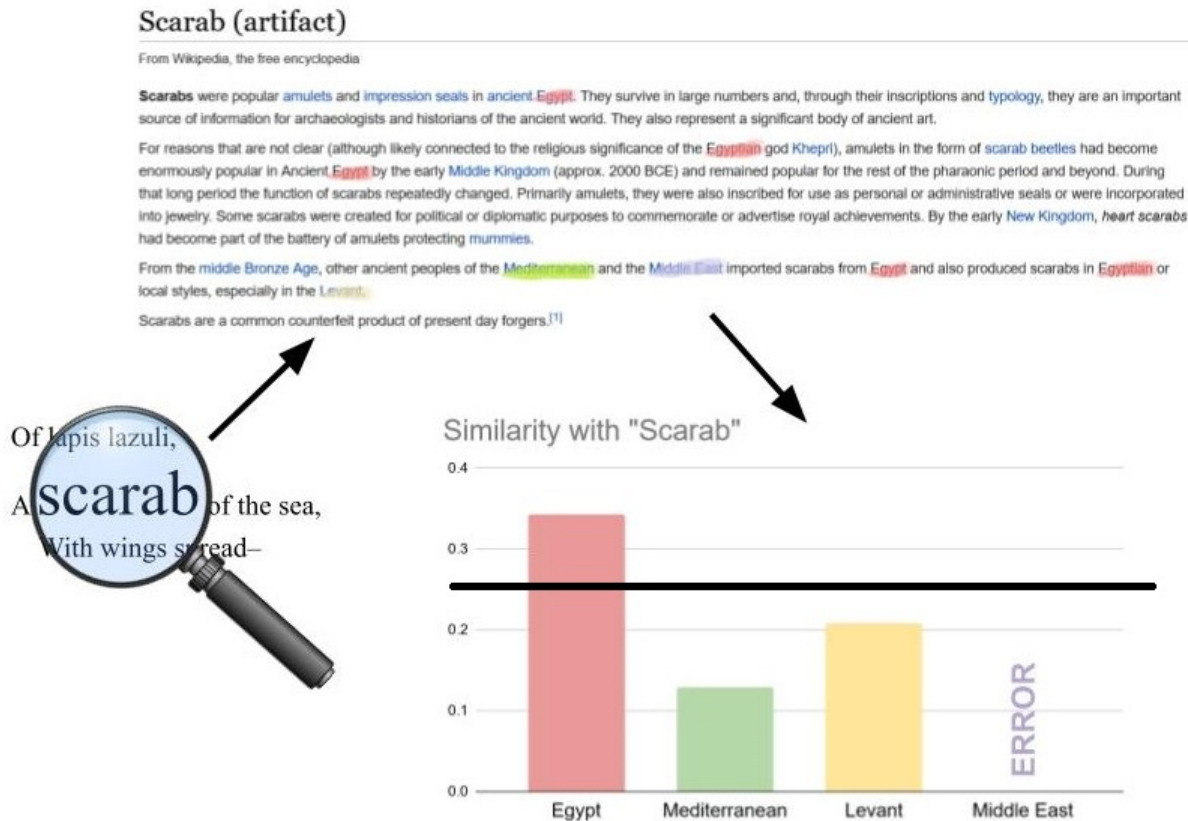 Scarab (artifact)
From Wikipedia, the free encyclopedia
Scarabs were popular amulets and impression seals in ancient Egypt. They survive in large numbers and, through their inscriptions and typology, they are an important
source of information for archaeologists and historians of the ancient world. They also represent a significant body of ancient art.
For reasons that are not clear (although likely connected to the religious significance of the Egyptian god Khepri), amulets in the form of scarab beetles had become
enormously popular in Ancient Egypt by the early Middle Kingdom (approx. 2000 BCE) and remained popular for the rest of the pharaonic period and beyond. During
that long period the function of scarabs repeatedly changed. Primarily amulets, they were also inscribed for use as personal or administrative seals or were incorporated
into jewelry. Some scarabs were created for political or diplomatic purposes to commemorate or advertise royal achievements. By the early New Kingdom, heart scarabs
had become part of the battery of amulets protecting mummies.
From the middle Bronze Age, other ancient peoples of the Mediterranean and the Middle East imported scarabs from Egypt and also produced scarabs in Egyptian or
local styles, especially in the Levant.
Scarabs are a common counterfeit product of present day forgers.[1]
Of lapis lazuli,
A scarab of the sea,
With wings spread–
Similarity with "Scarab"
0.4
0.3
0.2
0.1
0.0
ERROR
Egypt Mediterranean Levant Middle East